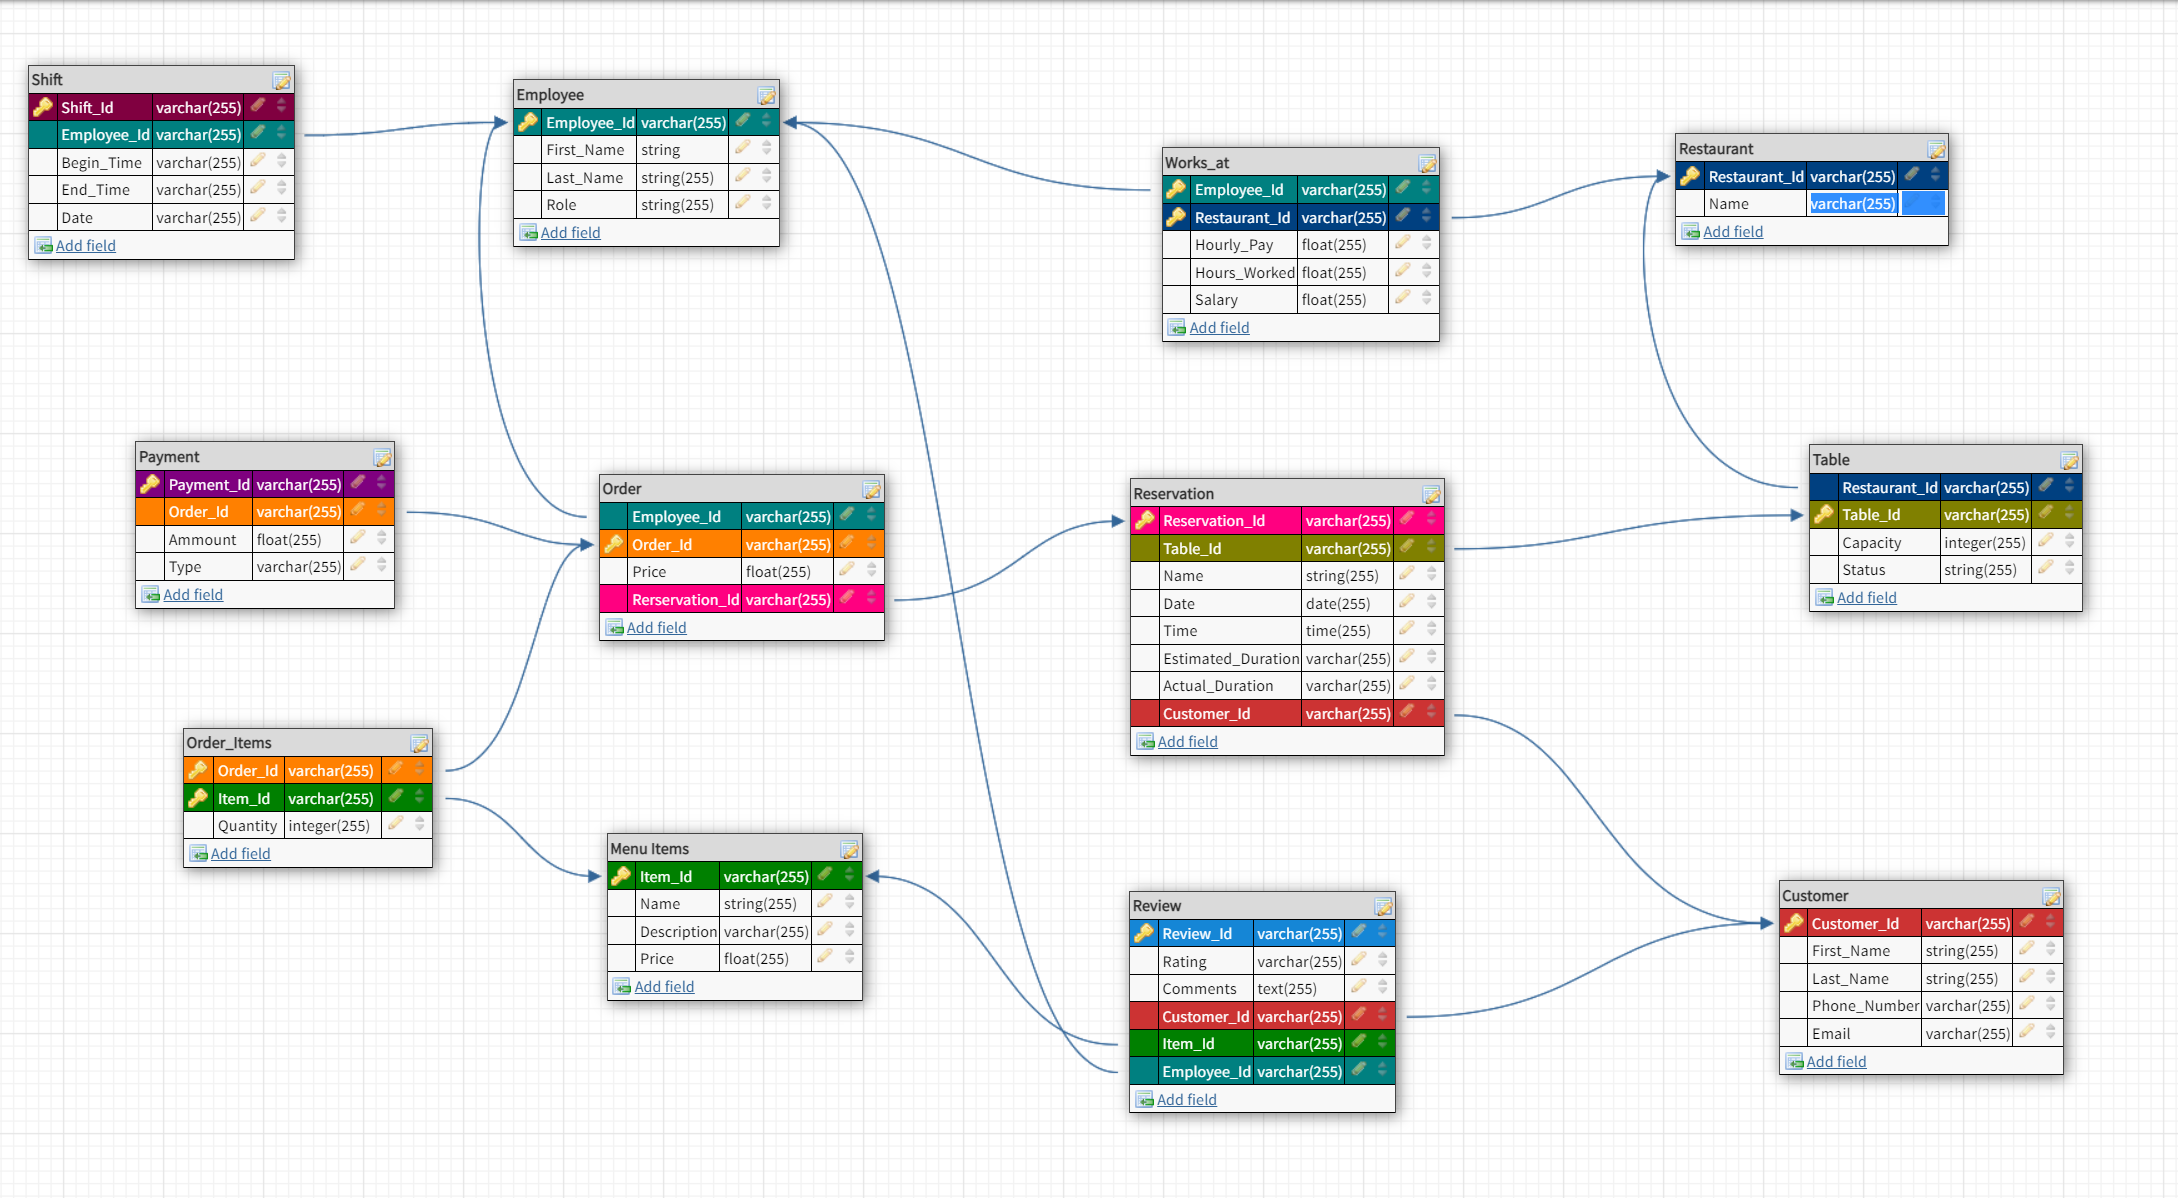 Shift
Shift_Id varchar(255)
Employee_Id varchar(255)
Begin_Time varchar(255)
End_Time varchar(255)
Date varchar(255)
Add field
Employee
Employee_Id varchar(255)
First_Name string
Last_Name string(255)
Role string(255)
Add field
Works_at
Employee_Id varchar(255)
Restaurant_Id varchar(255)
Hourly_Pay float(255)
Hours_Worked float(255)
Salary float(255)
Add field
Restaurant
Restaurant_Id varchar(255)
Name varchar(255)
Add field
Payment
Payment_Id varchar(255)
Order_Id varchar(255)
Ammount float(255)
Type varchar(255)
Add field
Order
Employee_Id varchar(255)
Order_Id varchar(255)
Price float(255)
Rerservation_Id varchar(255)
Add field
Reservation
Reservation_Id varchar(255)
Table_Id varchar(255)
Name string(255)
Date date(255)
Time time(255)
Estimated_Duration varchar(255)
Actual_Duration varchar(255)
Customer_Id varchar(255)
Add field
Table
Restaurant_Id varchar(255)
Table_Id varchar(255)
Capacity integer(255)
Status string(255)
Add field
Order_Items
Order_Id varchar(255)
Item_Id varchar(255)
Quantity integer(255)
Add field
Menu Items
Item_Id varchar(255)
Name string(255)
Description varchar(255)
Price float(255)
Add field
Review
Review_Id varchar(255)
Rating varchar(255)
Comments text(255)
Customer_Id varchar(255)
Item_Id varchar(255)
Employee_Id varchar(255)
Add field
Customer
Customer_Id varchar(255)
First_Name string(255)
Last_Name string(255)
Phone_Number varchar(255)
Email varchar(255)
Add field